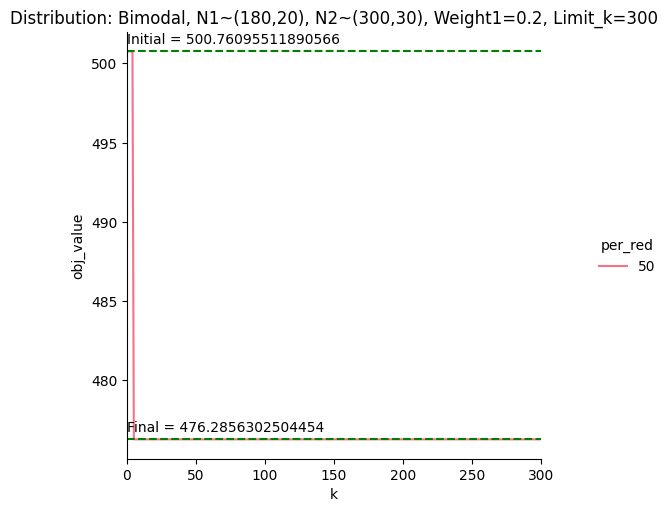 Distribution: Bimodal, N1~(180,20), N2~(300,30), Weight1=0.2, Limit_k=300
Initial = 500.76095511890566
500
495
490
485
480
obj_value
per_red
50
Final = 476.2856302504454
0 50 100 150 200 250 300
k